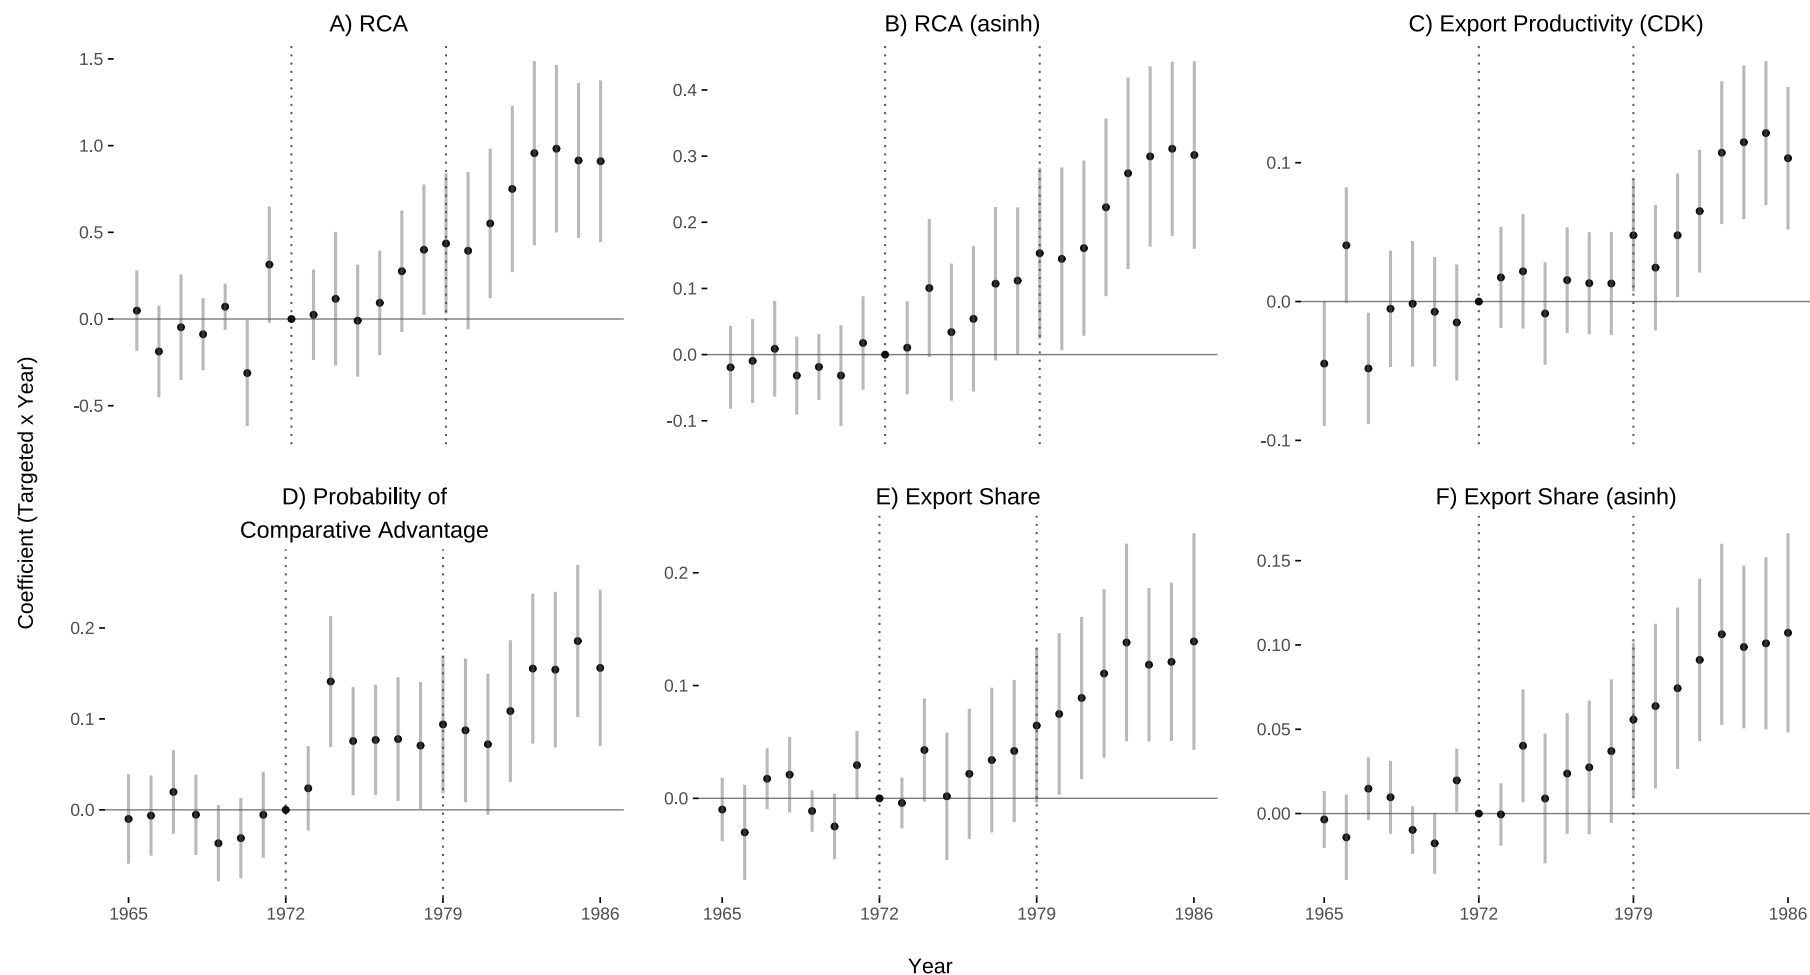 A) RCA
B) RCA (asinh)
C) Export Productivity (CDK)
1.5
1.0
0.5
0.0
-0.5
0.4
0.3
0.2
0.1
0.0
-0.1
0.1
0.0
-0.1
Coefficient (Targeted x Year)
D) Probability of
Comparative Advantage
E) Export Share
F) Export Share (asinh)
0.2
0.1
0.0
0.2
0.1
0.0
0.15
0.10
0.05
0.00
1965 1972 1979 1986
1965 1972 1979 1986
1965 1972 1979 1986
Year